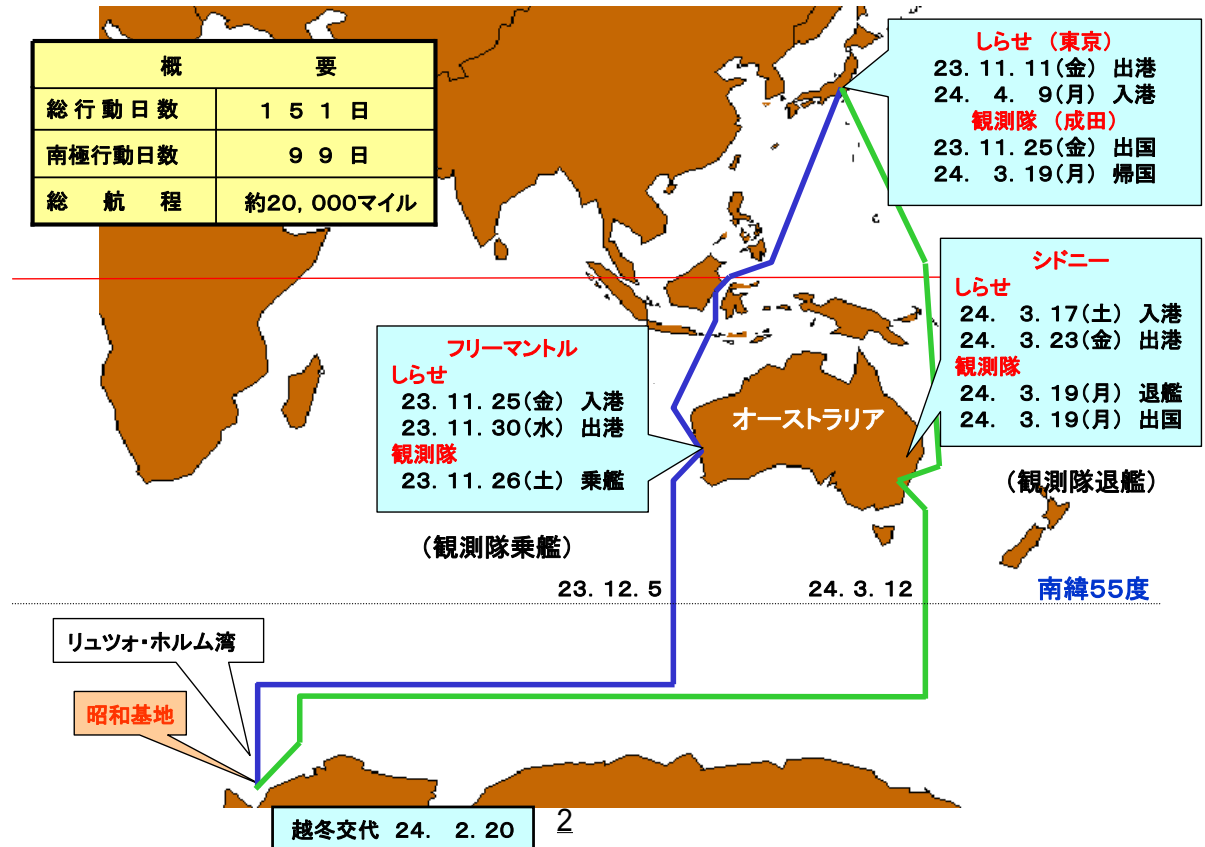 概 要
総行動日数 151日
南極行動日数 99日
総航程 約20,000マイル
しらせ (東京)
23.11.11(金) 出港
24. 4. 9(月) 入港
観測隊 (成田)
23.11.25(金) 出国
24. 3.19(月) 帰国
シドニー
しらせ
24. 3.17(土) 入港
24. 3.23(金) 出港
観測隊
24. 3.19(月) 退艦
24. 3.19(月) 出国
フリーマントル
しらせ
23.11.25(金) 入港
23.11.30(水) 出港
観測隊
23.11.26(土) 乗艦
オーストラリア
(観測隊退艦)
(観測隊乗艦)
23.12.5
24.3.12
南緯55度
リュツォ・ホルム湾
昭和基地
越冬交代 24. 2.20
2